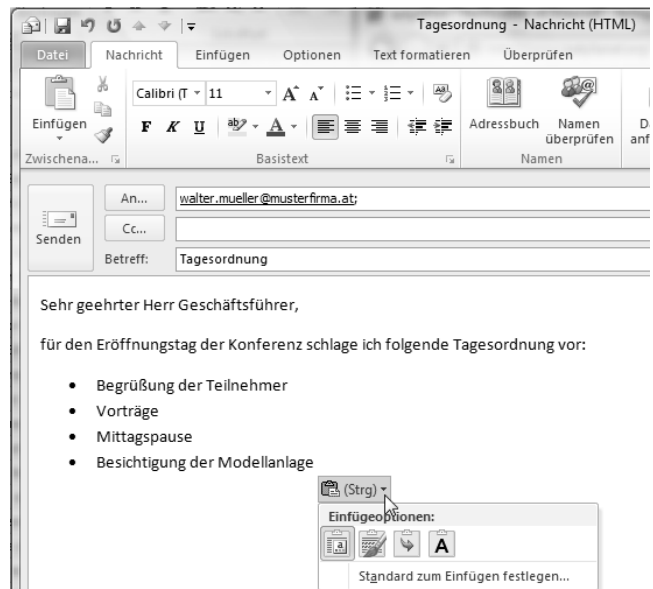 Tagesordnung - Nachricht (HTML)
Datei Nachricht Einfügen Optionen Text formatieren Überprüfen
Calibri (T 11 A A
Einfügen F K U ab A Adressbuch Namen überprüfen
Zwischena... Basistext Namen
An... walter.mueller@musterfirma.at;
Senden Cc...
Betreff: Tagesordnung
Sehr geehrter Herr Geschäftsführer,
für den Eröffnungstag der Konferenz schlage ich folgende Tagesordnung vor:
• Begrüßung der Teilnehmer
• Vorträge
• Mittagspause
• Besichtigung der Modellanlage
(Strg)
Einfügeoptionen:
a A
Standard zum Einfügen festlegen...